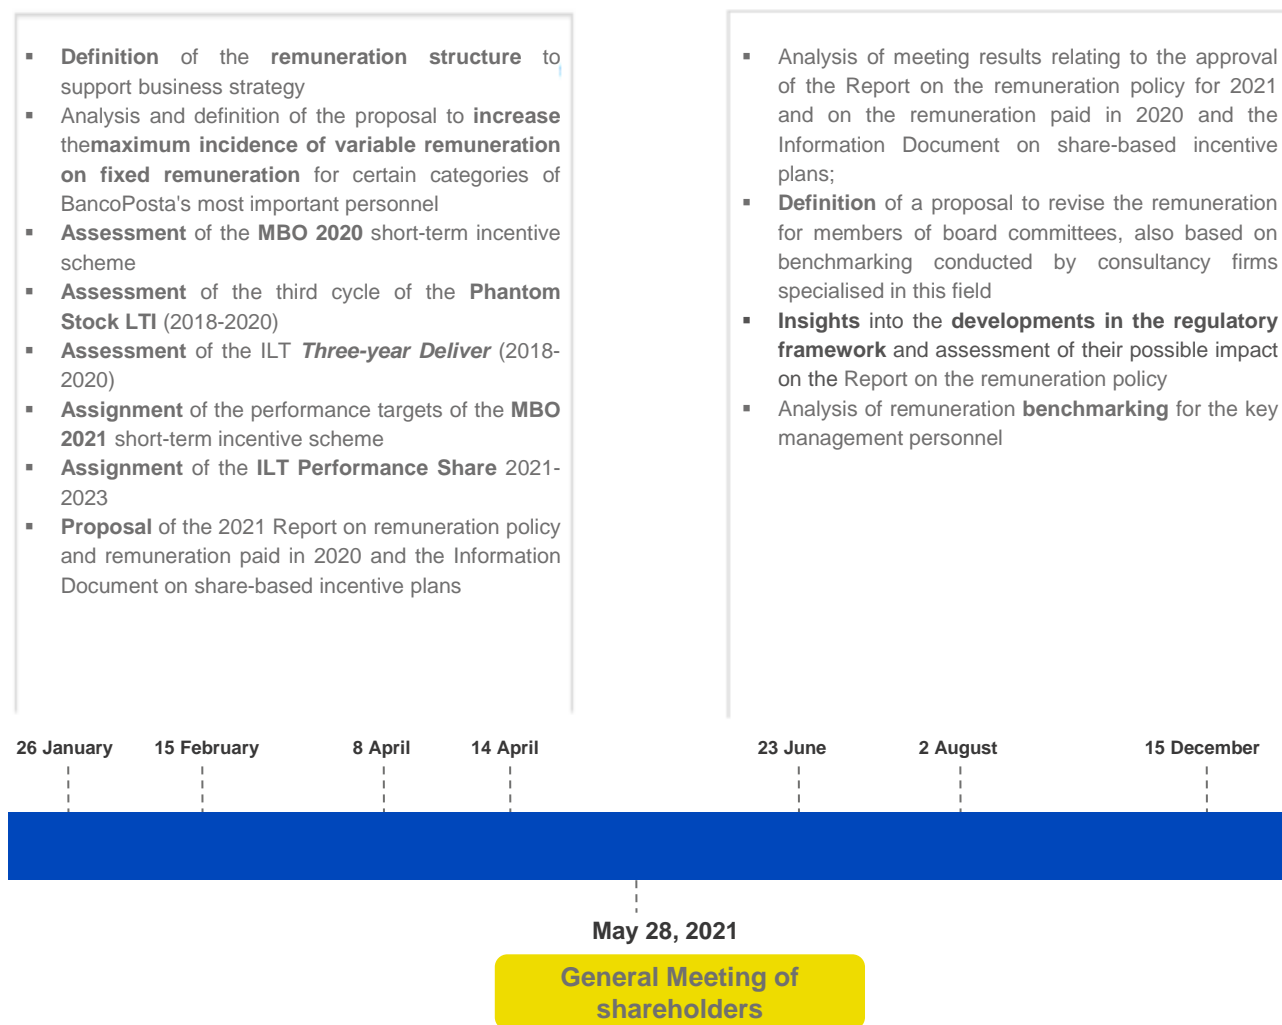 ▪ Definition of the remuneration structure to
support business strategy
▪ Analysis and definition of the proposal to increase
themaximum incidence of variable remuneration
on fixed remuneration for certain categories of
BancoPosta's most important personnel
▪ Assessment of the MBO 2020 short-term incentive
scheme
▪ Assessment of the third cycle of the Phantom
Stock LTI (2018-2020)
▪ Assessment of the ILT Three-year Deliver (2018-
2020)
▪ Assignment of the performance targets of the MBO
2021 short-term incentive scheme
▪ Assignment of the ILT Performance Share 2021-
2023
▪ Proposal of the 2021 Report on remuneration policy
and remuneration paid in 2020 and the Information
Document on share-based incentive plans
▪ Analysis of meeting results relating to the approval
of the Report on the remuneration policy for 2021
and on the remuneration paid in 2020 and the
Information Document on share-based incentive
plans;
▪ Definition of a proposal to revise the remuneration
for members of board committees, also based on
benchmarking conducted by consultancy firms
specialised in this field
▪ Insights into the developments in the regulatory
framework and assessment of their possible impact
on the Report on the remuneration policy
▪ Analysis of remuneration benchmarking for the key
management personnel
26 January 15 February 8 April 14 April 23 June 2 August 15 December
May 28, 2021
General Meeting of
shareholders